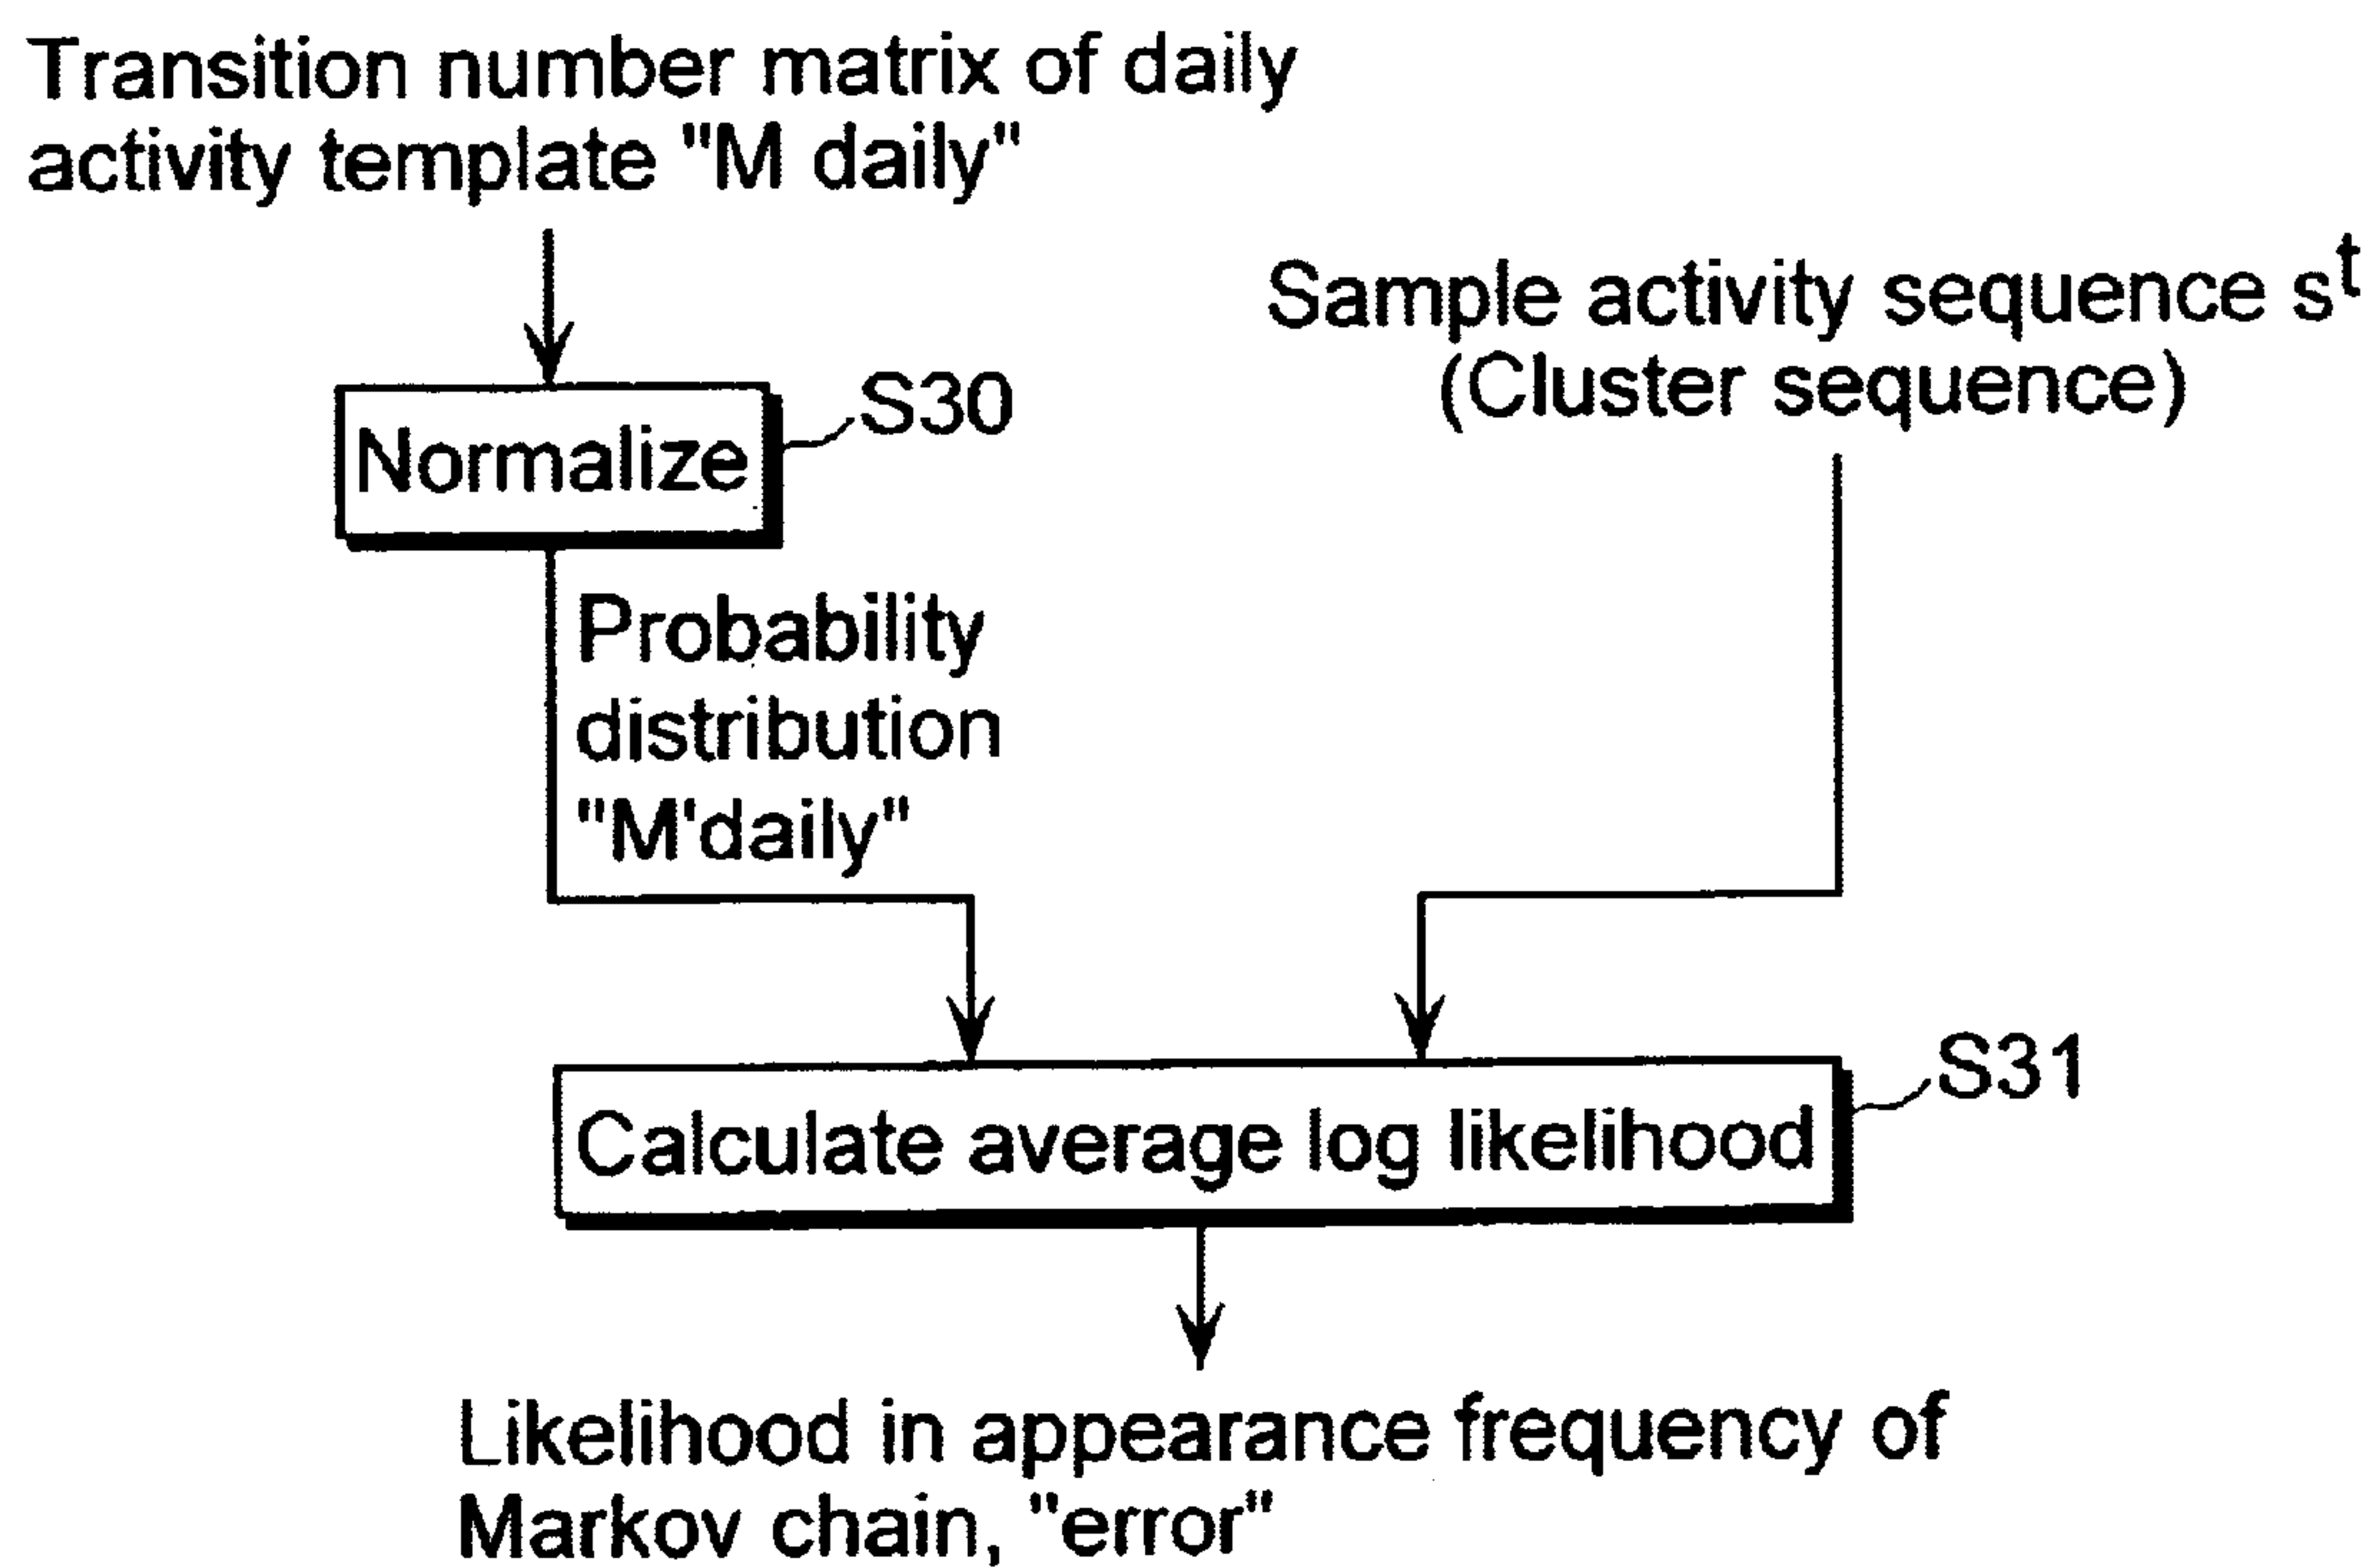 Transition number matrix of daily
activity template "M daily"
Sample activity sequence s^t
(Cluster sequence)
S30
Normalize
Probability
distribution
"M'daily"
S31
Calculate average log likelihood
Likelihood in appearance frequency of
Markov chain, "error"